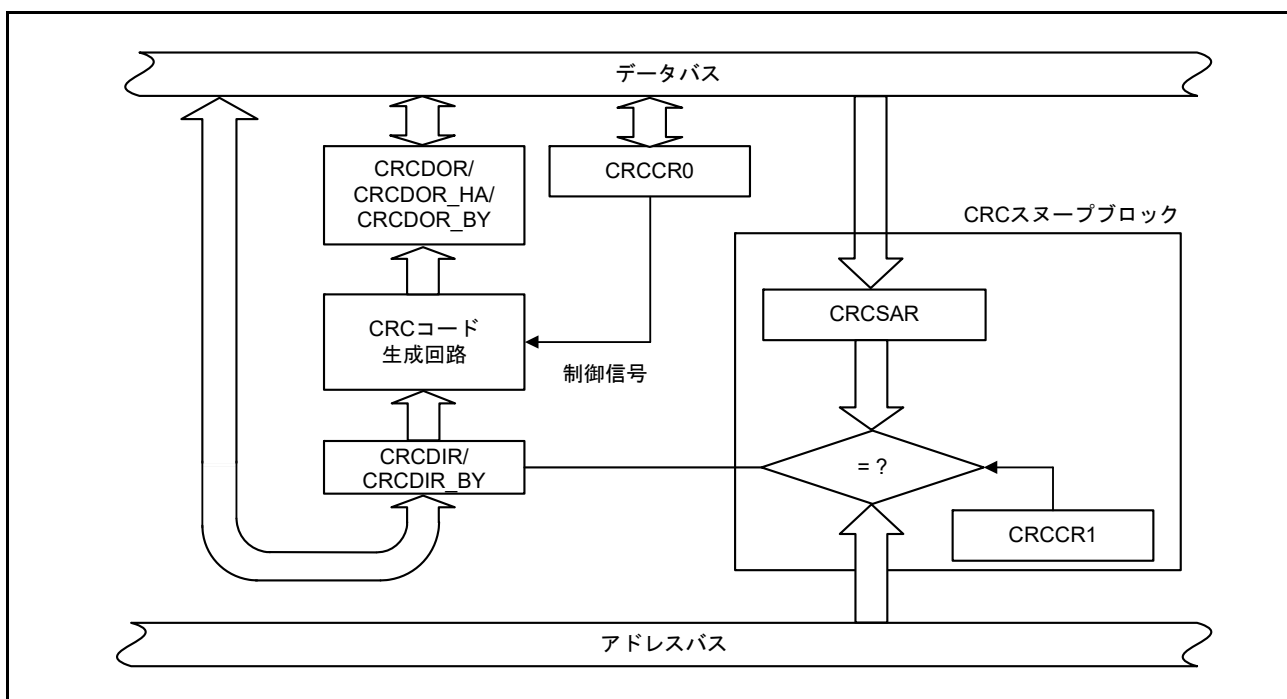 データバス
CRCDOR/
CRCDOR_HA/
CRCDOR_BY
CRCCR0
CRCスヌープブロック
CRCSAR
CRCコード
生成回路
制御信号
CRCDIR/
CRCDIR_BY
= ?
CRCCR1
アドレスバス